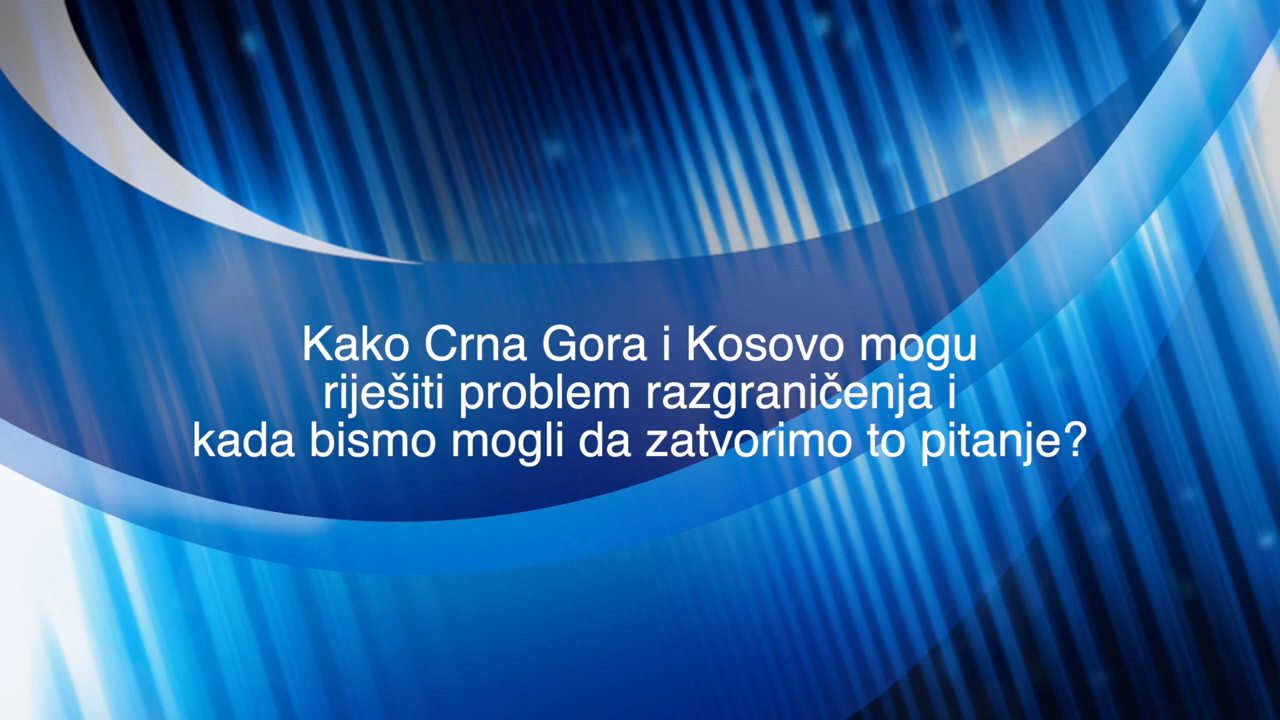 Kako Crna Gora i Kosovo mogu
riješiti problem razgraničenja i
kada bismo mogli da zatvorimo to pitanje?